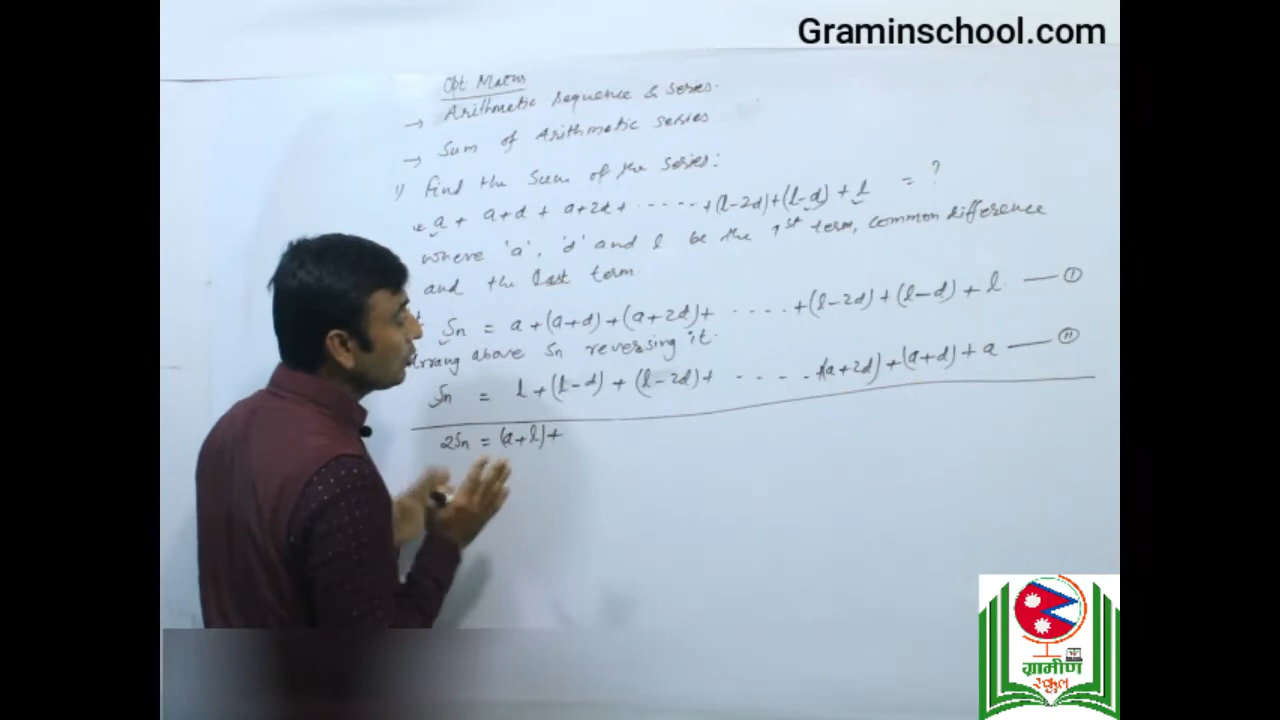 Graminschool.com
Opt. Maths
→ Arithmetic sequence & series.
→ Sum of Arithmetic series
1) Find the sum of the series:
a + a+d + a+2d + ..... +(l-2d)+(l-d)+l = ?
where 'a', 'd' and l be the 1st term, common difference
and the last term.
Sn = a+(a+d)+(a+2d)+ ..... +(l-2d)+(l-d)+l. — (I)
Arrang above Sn reversing it.
Sn = l+(l-d)+(l-2d)+ ..... +(a+2d)+(a+d)+a — (II)
2Sn = (a+l)+
ग्रामीण
स्कुल